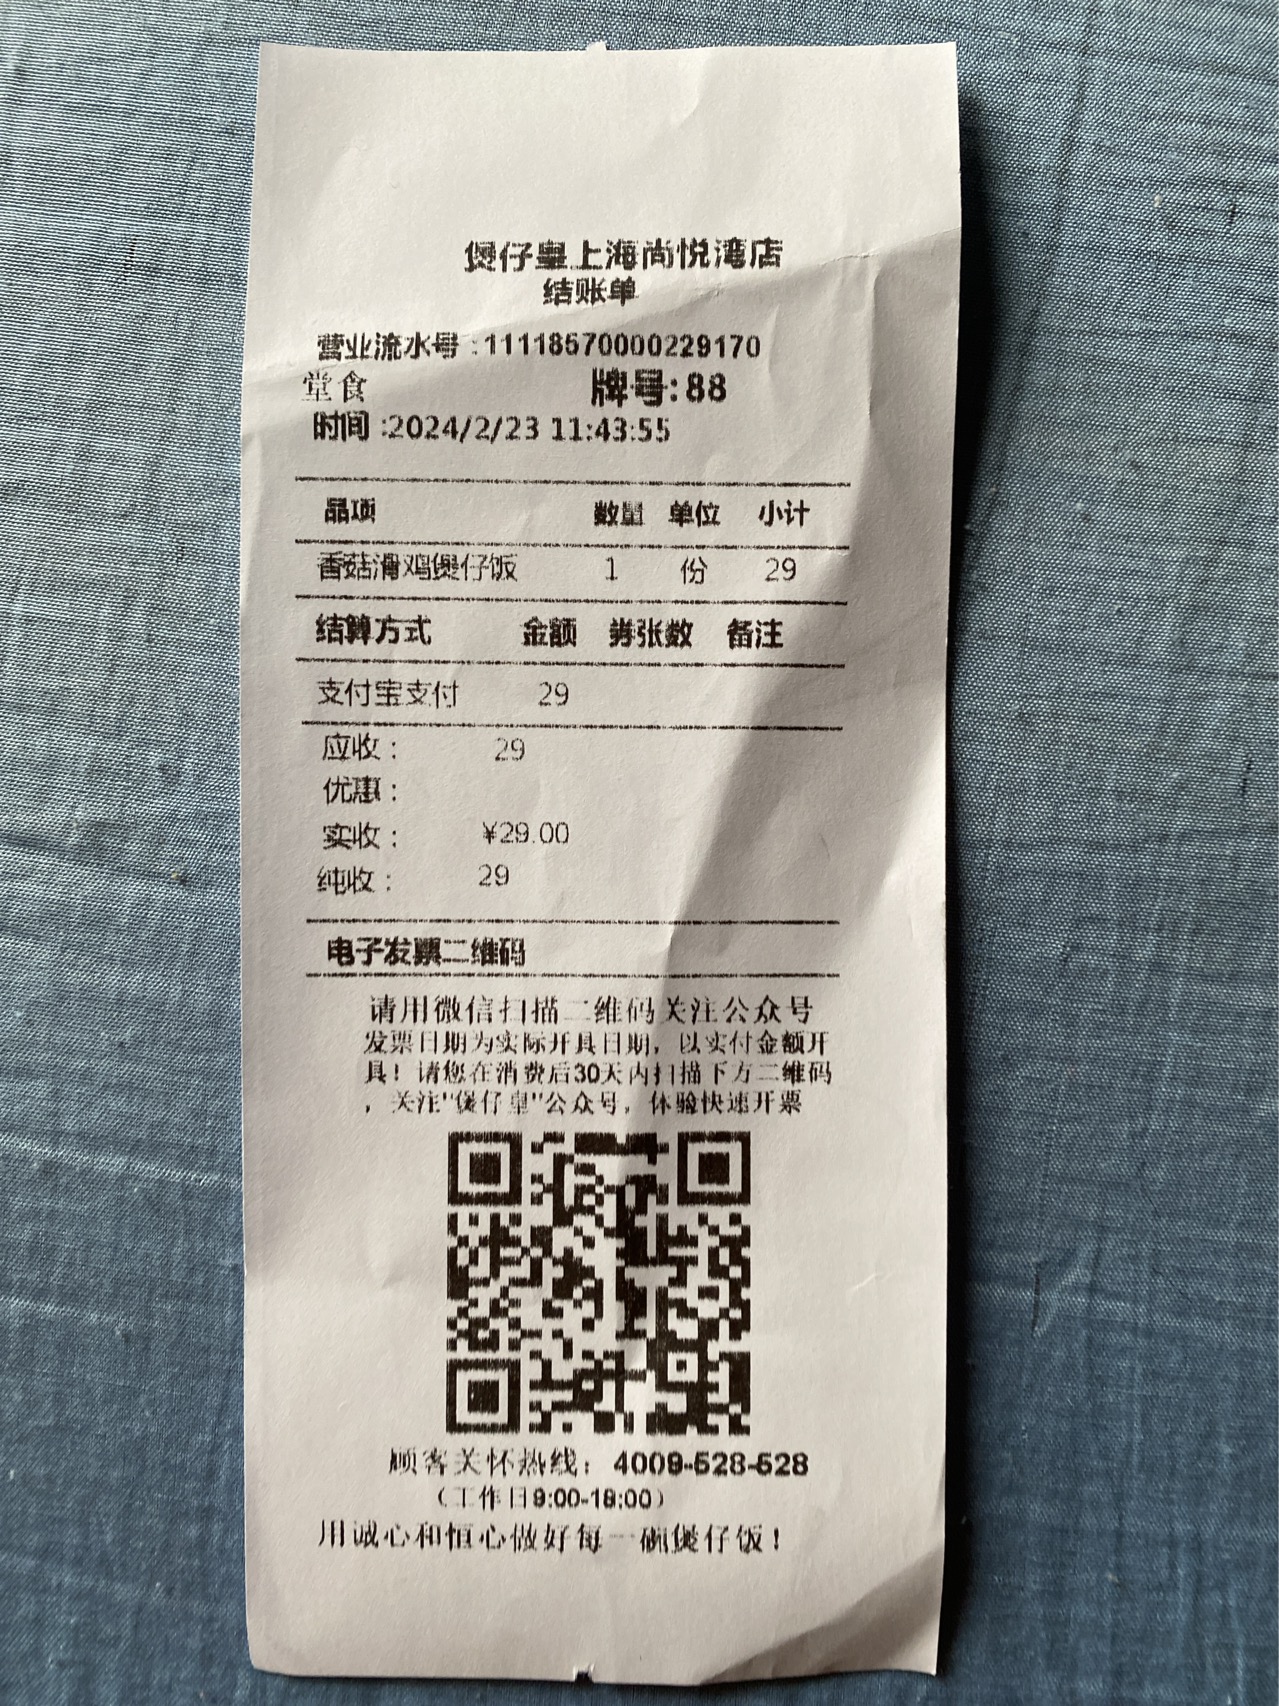 煲仔皇上海尚悦湾店
结账单
营业流水号:11118570000229170
堂食 牌号:88
时间:2024/2/23 11:43:55
品项 数量 单位 小计
香菇滑鸡煲仔饭 1 份 29
结算方式 金额 券张数 备注
支付宝支付 29
应收: 29
优惠:
实收: ¥29.00
纯收: 29
电子发票二维码
请用微信扫描二维码关注公众号
发票日期为实际开具日期，以实付金额开
具！请您在消费后30天内扫描下方二维码
，关注"煲仔皇"公众号，体验快速开票
顾客关怀热线：4009-528-528
（工作日9:00-18:00）
用诚心和恒心做好每一碗煲仔饭！